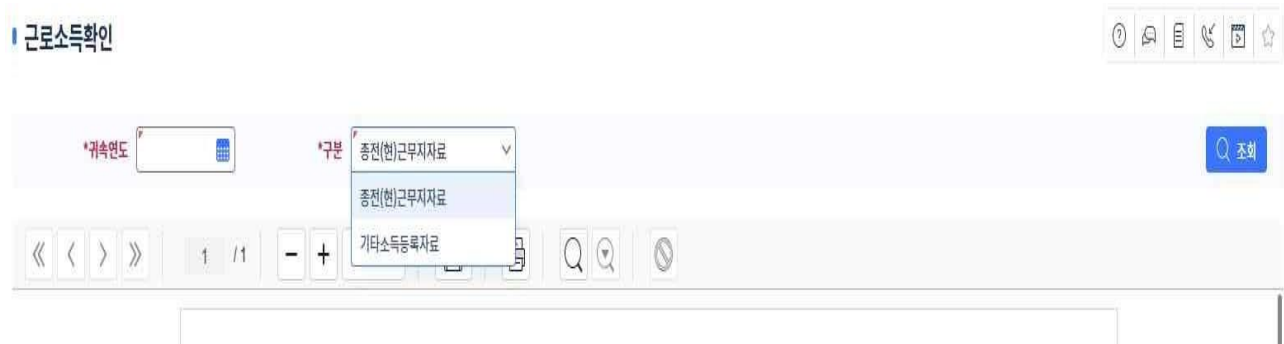 근로소득확인
*귀속연도
*구분 종전(현)근무지자료
조회
종전(현)근무지자료
기타소득등록자료
1 / 1